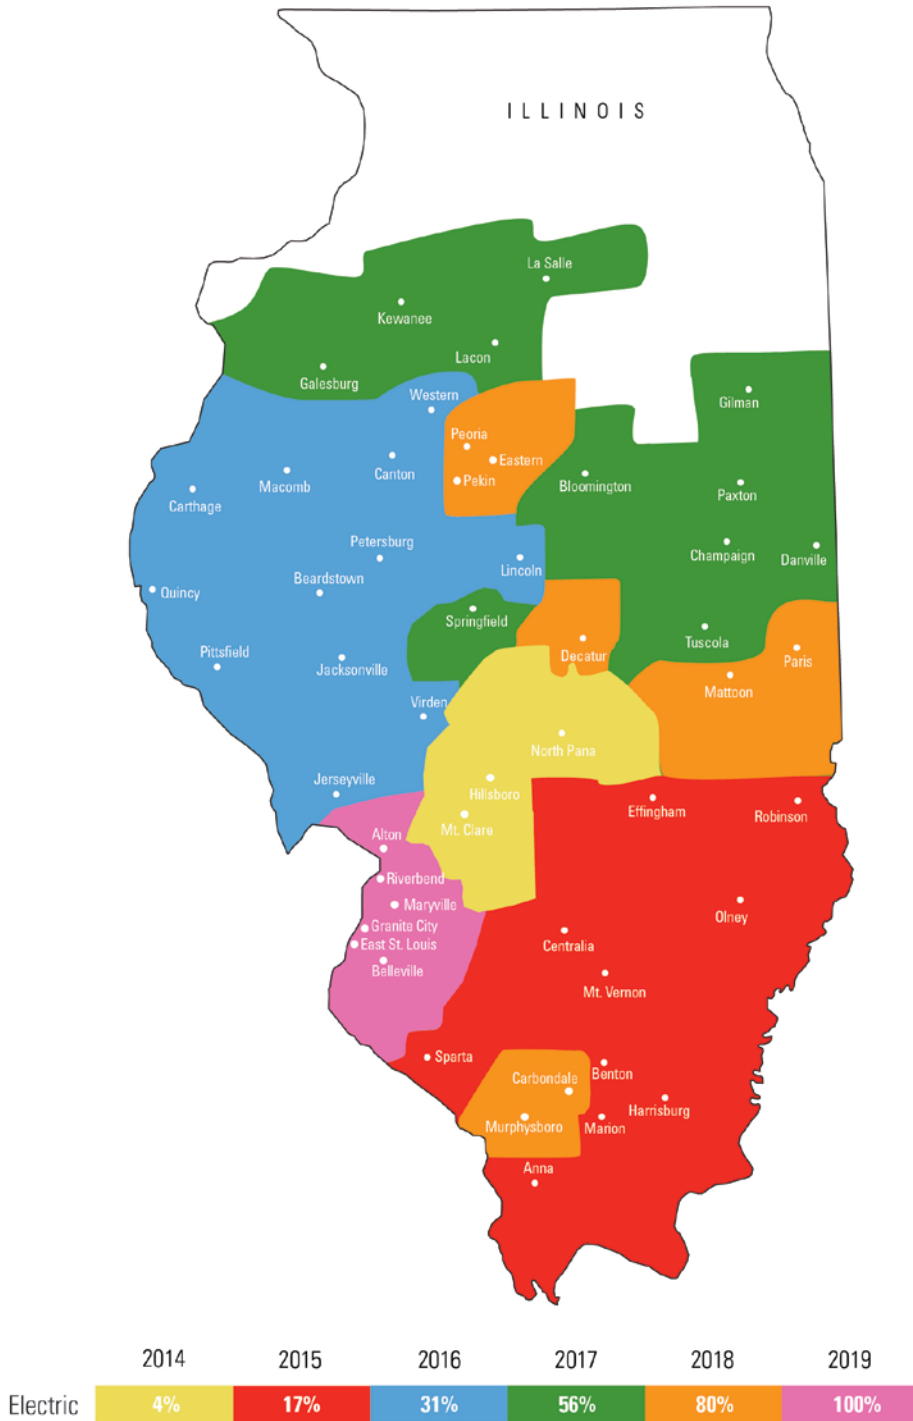 ILLINOIS
La Salle
Kewanee
Lacon
Galesburg
Western
Gilman
Peoria
Eastern
Pekin
Canton
Macomb
Carthage
Bloomington
Paxton
Petersburg
Champaign
Danville
Lincoln
Beardstown
Quincy
Springfield
Tuscola
Decatur
Paris
Pittsfield
Jacksonville
Mattoon
Virden
North Pana
Jerseyville
Hillsboro
Effingham
Robinson
Mt. Clare
Alton
Riverbend
Maryville
Olney
Granite City
East St. Louis
Centralia
Belleville
Mt. Vernon
Sparta
Benton
Carbondale
Harrisburg
Murphysboro
Marion
Anna
2014 2015 2016 2017 2018 2019
Electric 4% 17% 31% 56% 80% 100%